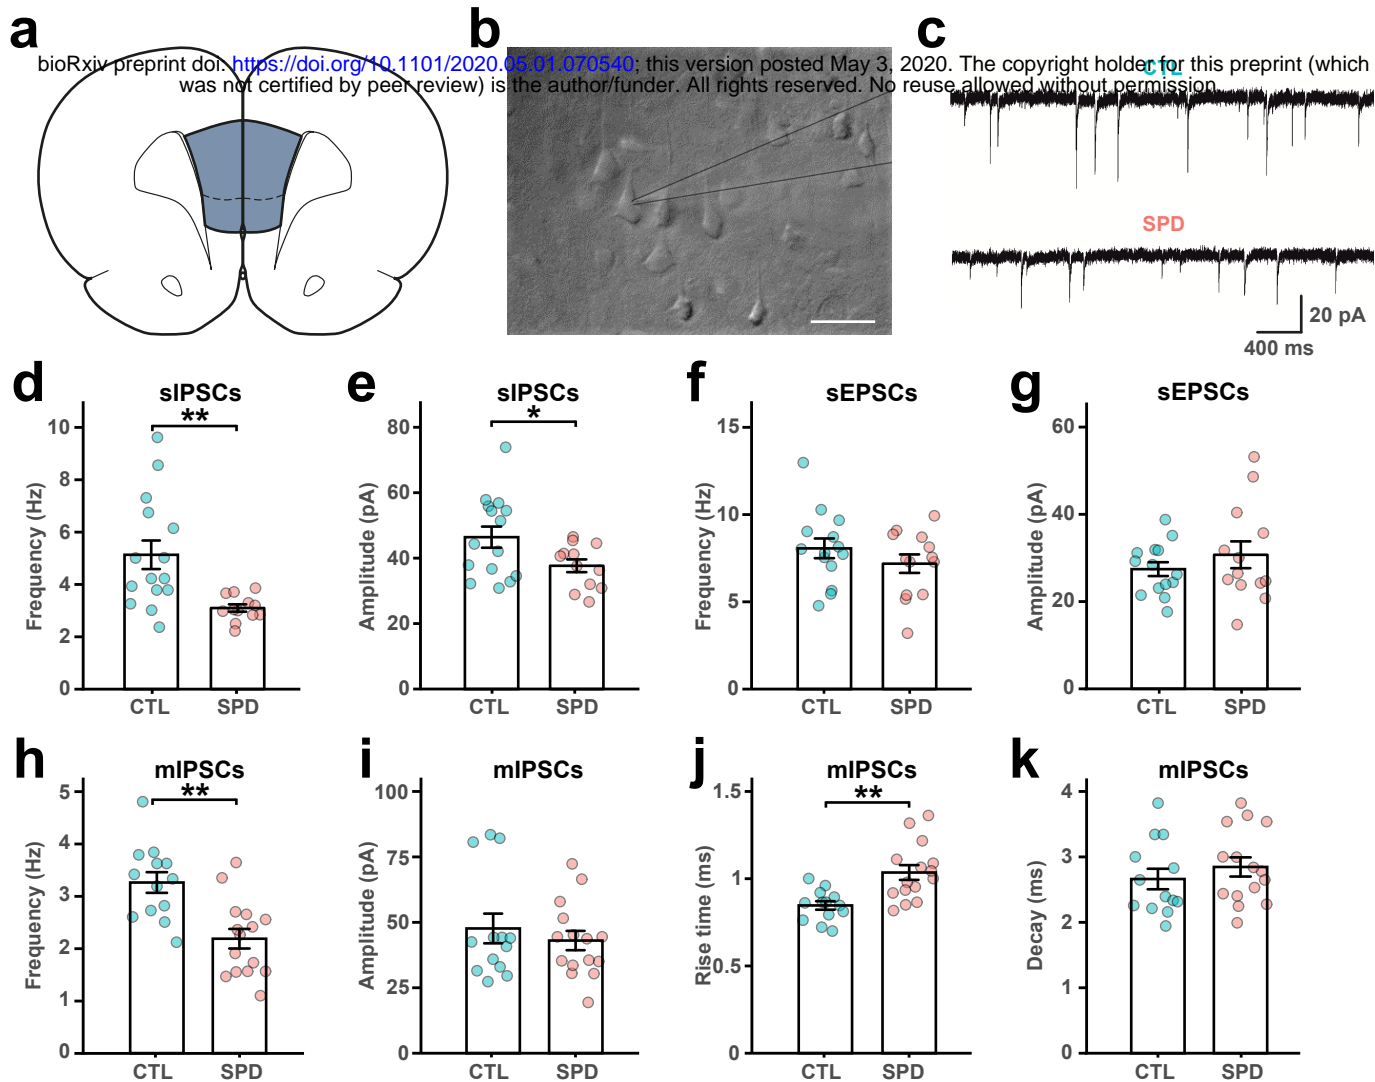 a b c
bioRxiv preprint doi: https://doi.org/10.1101/2020.05.01.070540; this version posted May 3, 2020. The copyright holder for this preprint (which
was not certified by peer review) is the author/funder. All rights reserved. No reuse allowed without permission.
CTL
SPD
20 pA
400 ms
d
sIPSCs
**
Frequency (Hz)
10
8
6
4
2
0
CTL SPD
e
sIPSCs
*
Amplitude (pA)
80
60
40
20
0
CTL SPD
f
sEPSCs
Frequency (Hz)
15
10
5
0
CTL SPD
g
sEPSCs
Amplitude (pA)
60
40
20
0
CTL SPD
h
mIPSCs
**
Frequency (Hz)
5
4
3
2
1
0
CTL SPD
i
mIPSCs
Amplitude (pA)
100
75
50
25
0
CTL SPD
j
mIPSCs
**
Rise time (ms)
1.5
1
0.5
0
CTL SPD
k
mIPSCs
Decay (ms)
4
3
2
1
0
CTL SPD